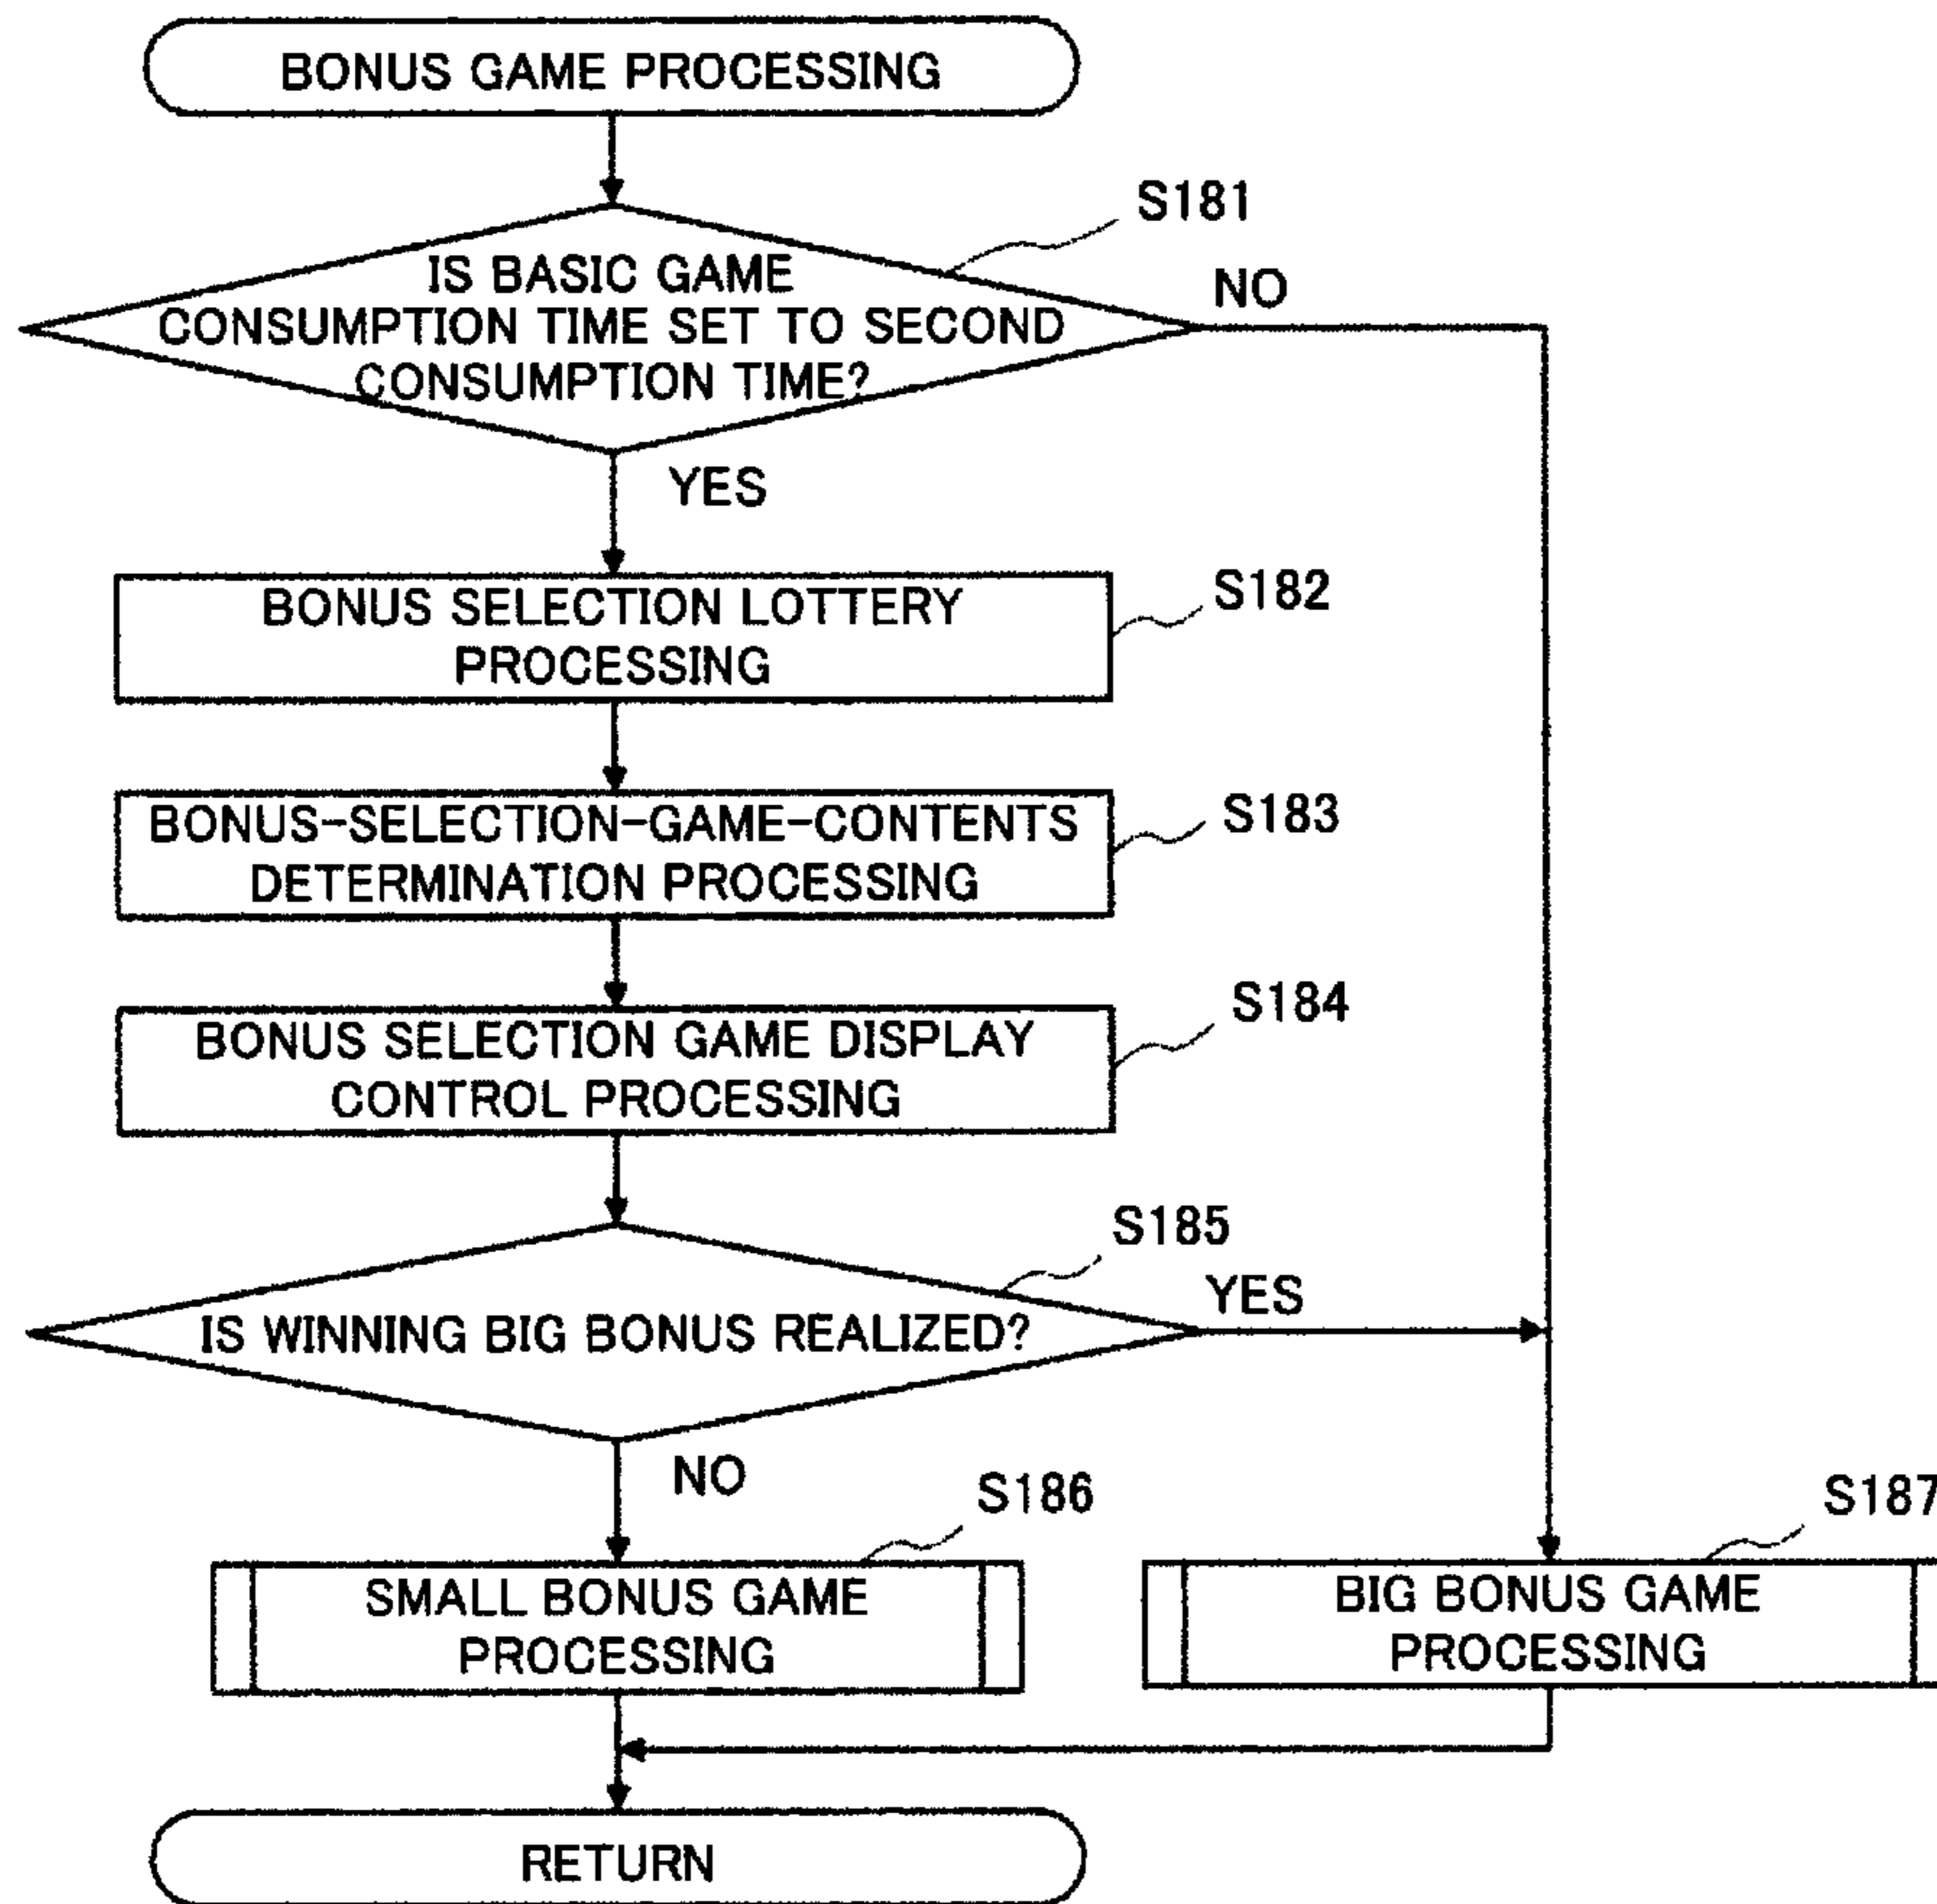 BONUS GAME PROCESSING
S181
IS BASIC GAME
CONSUMPTION TIME SET TO SECOND
CONSUMPTION TIME?
NO
YES
BONUS SELECTION LOTTERY
PROCESSING
S182
BONUS-SELECTION-GAME-CONTENTS
DETERMINATION PROCESSING
S183
BONUS SELECTION GAME DISPLAY
CONTROL PROCESSING
S184
S185
IS WINNING BIG BONUS REALIZED?
YES
NO
S186
SMALL BONUS GAME
PROCESSING
S187
BIG BONUS GAME
PROCESSING
RETURN